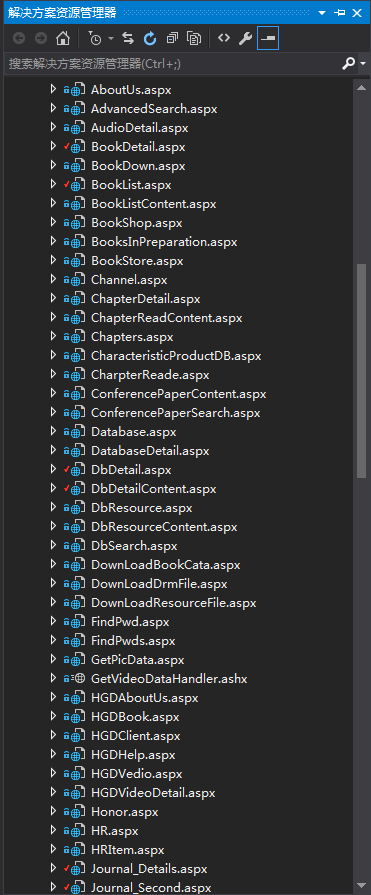 解决方案资源管理器
搜索解决方案资源管理器(Ctrl+;)
AboutUs.aspx
AdvancedSearch.aspx
AudioDetail.aspx
BookDetail.aspx
BookDown.aspx
BookList.aspx
BookListContent.aspx
BookShop.aspx
BooksInPreparation.aspx
BookStore.aspx
Channel.aspx
ChapterDetail.aspx
ChapterReadContent.aspx
Chapters.aspx
CharacteristicProductDB.aspx
CharpterReade.aspx
ConferencePaperContent.aspx
ConferencePaperSearch.aspx
Database.aspx
DatabaseDetail.aspx
DbDetail.aspx
DbDetailContent.aspx
DbResource.aspx
DbResourceContent.aspx
DbSearch.aspx
DownLoadBookCata.aspx
DownLoadDrmFile.aspx
DownLoadResourceFile.aspx
FindPwd.aspx
FindPwds.aspx
GetPicData.aspx
GetVideoDataHandler.ashx
HGDAboutUs.aspx
HGDBook.aspx
HGDClient.aspx
HGDHelp.aspx
HGDVedio.aspx
HGDVideoDetail.aspx
Honor.aspx
HR.aspx
HRItem.aspx
Journal_Details.aspx
Journal_Second.aspx